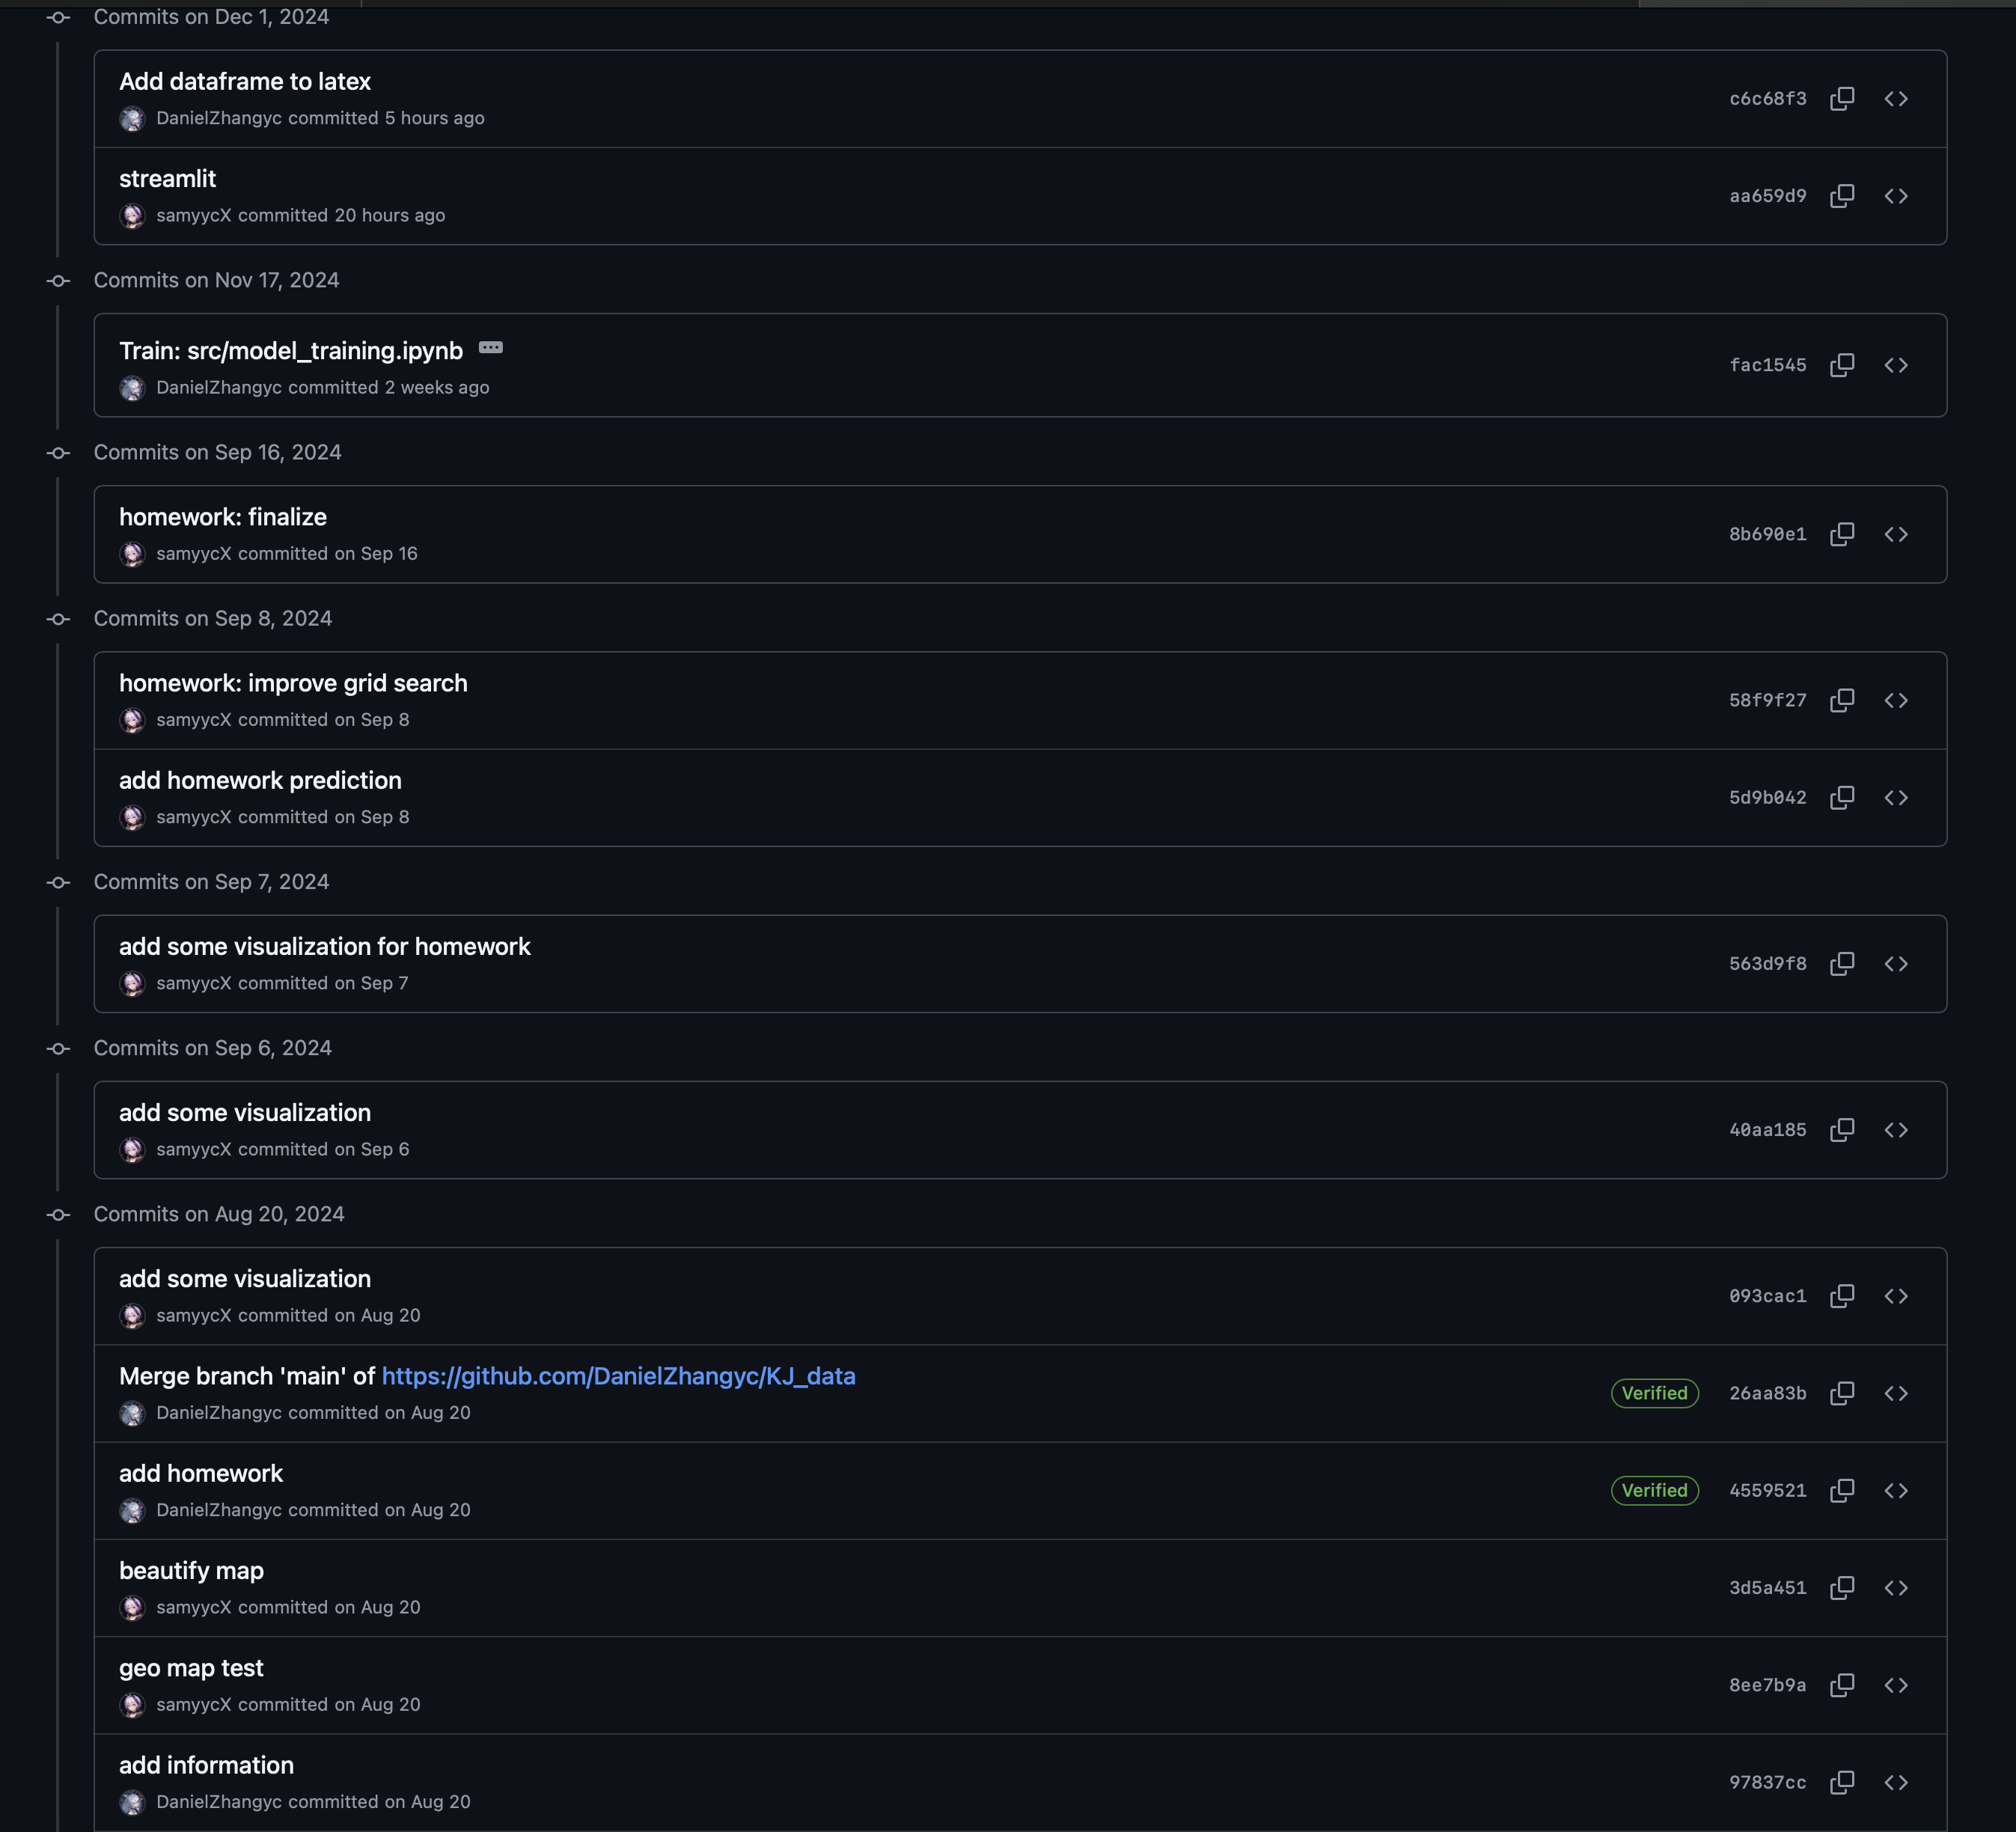 Commits on Dec 1, 2024
Add dataframe to latex
c6c68f3
DanielZhangyc committed 5 hours ago
streamlit
aa659d9
samyycX committed 20 hours ago
Commits on Nov 17, 2024
Train: src/model_training.ipynb
fac1545
DanielZhangyc committed 2 weeks ago
Commits on Sep 16, 2024
homework: finalize
8b690e1
samyycX committed on Sep 16
Commits on Sep 8, 2024
homework: improve grid search
58f9f27
samyycX committed on Sep 8
add homework prediction
5d9b042
samyycX committed on Sep 8
Commits on Sep 7, 2024
add some visualization for homework
563d9f8
samyycX committed on Sep 7
Commits on Sep 6, 2024
add some visualization
40aa185
samyycX committed on Sep 6
Commits on Aug 20, 2024
add some visualization
093cac1
samyycX committed on Aug 20
Merge branch 'main' of https://github.com/DanielZhangyc/KJ_data
Verified 26aa83b
DanielZhangyc committed on Aug 20
add homework
Verified 4559521
DanielZhangyc committed on Aug 20
beautify map
3d5a451
samyycX committed on Aug 20
geo map test
8ee7b9a
samyycX committed on Aug 20
add information
97837cc
DanielZhangyc committed on Aug 20